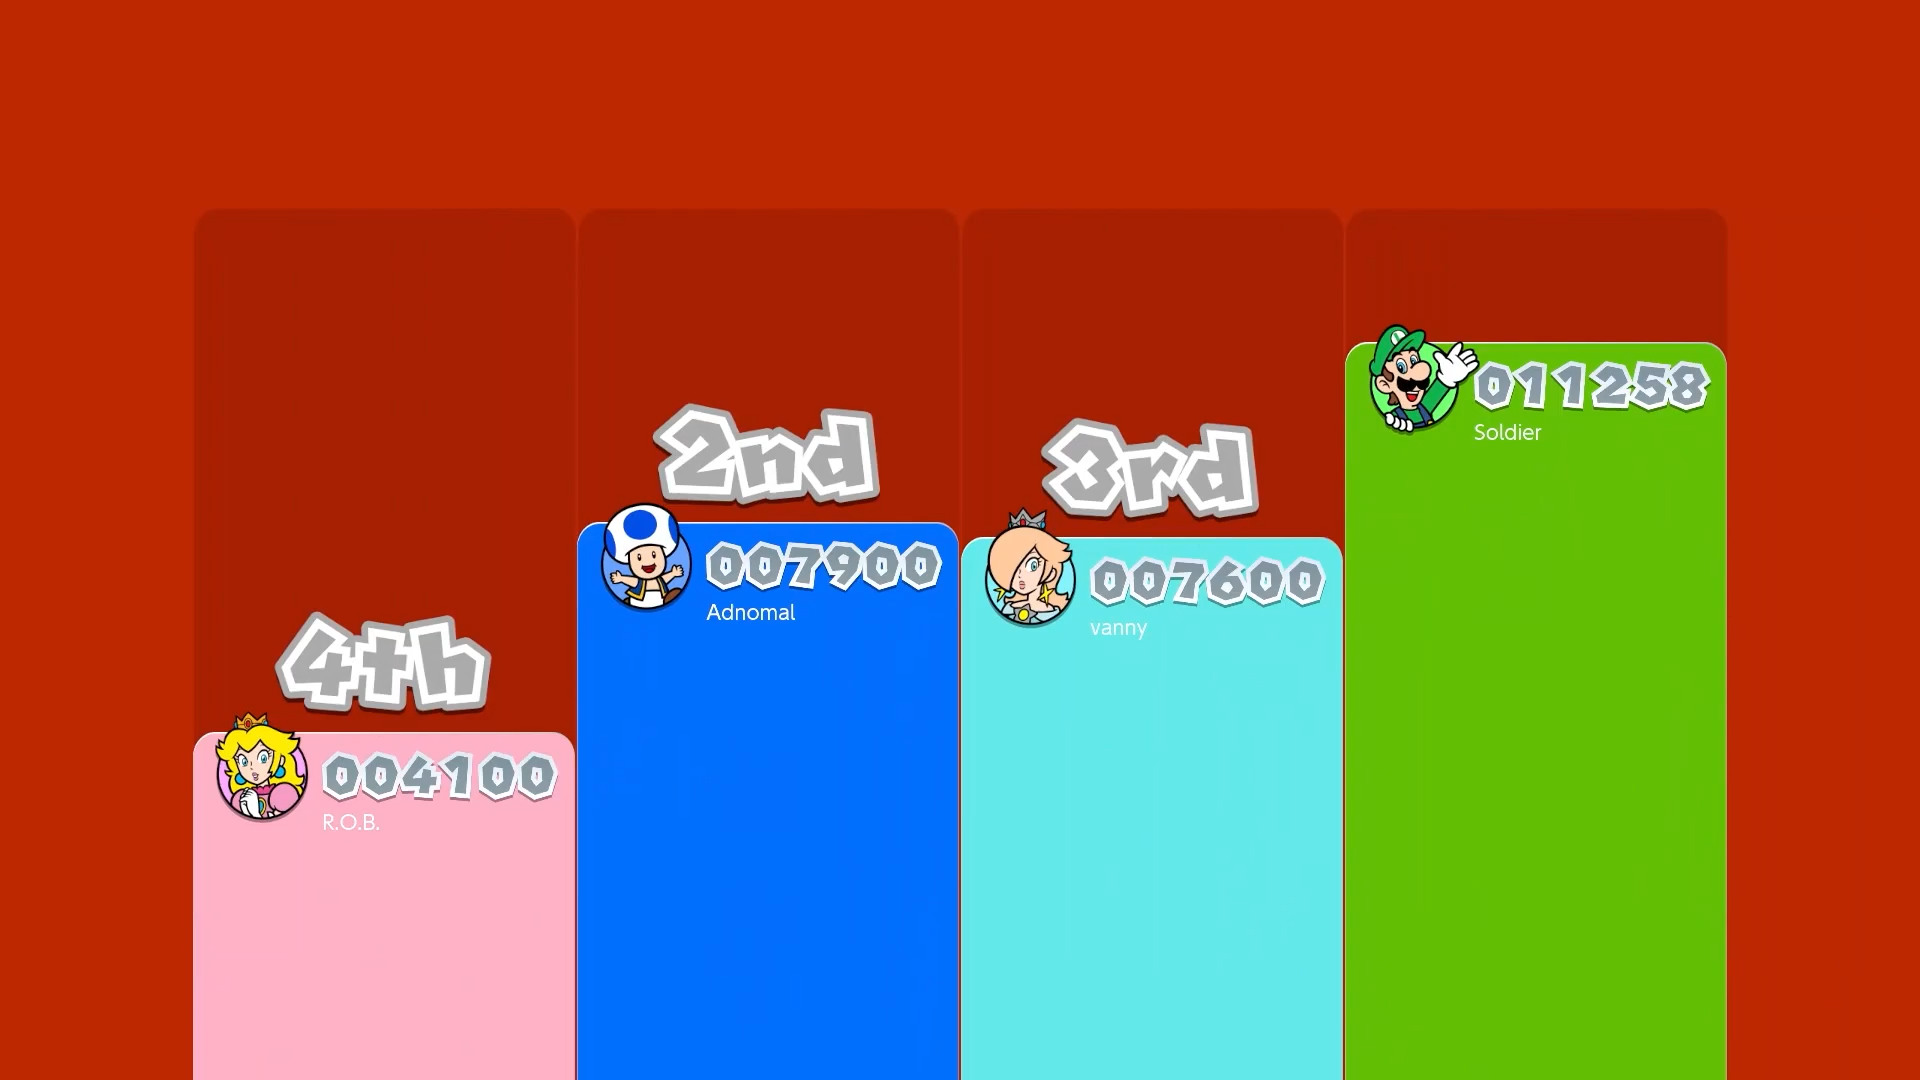 4th
004100
R.O.B.
2nd
007900
Adnomal
3rd
007600
vanny
011258
Soldier